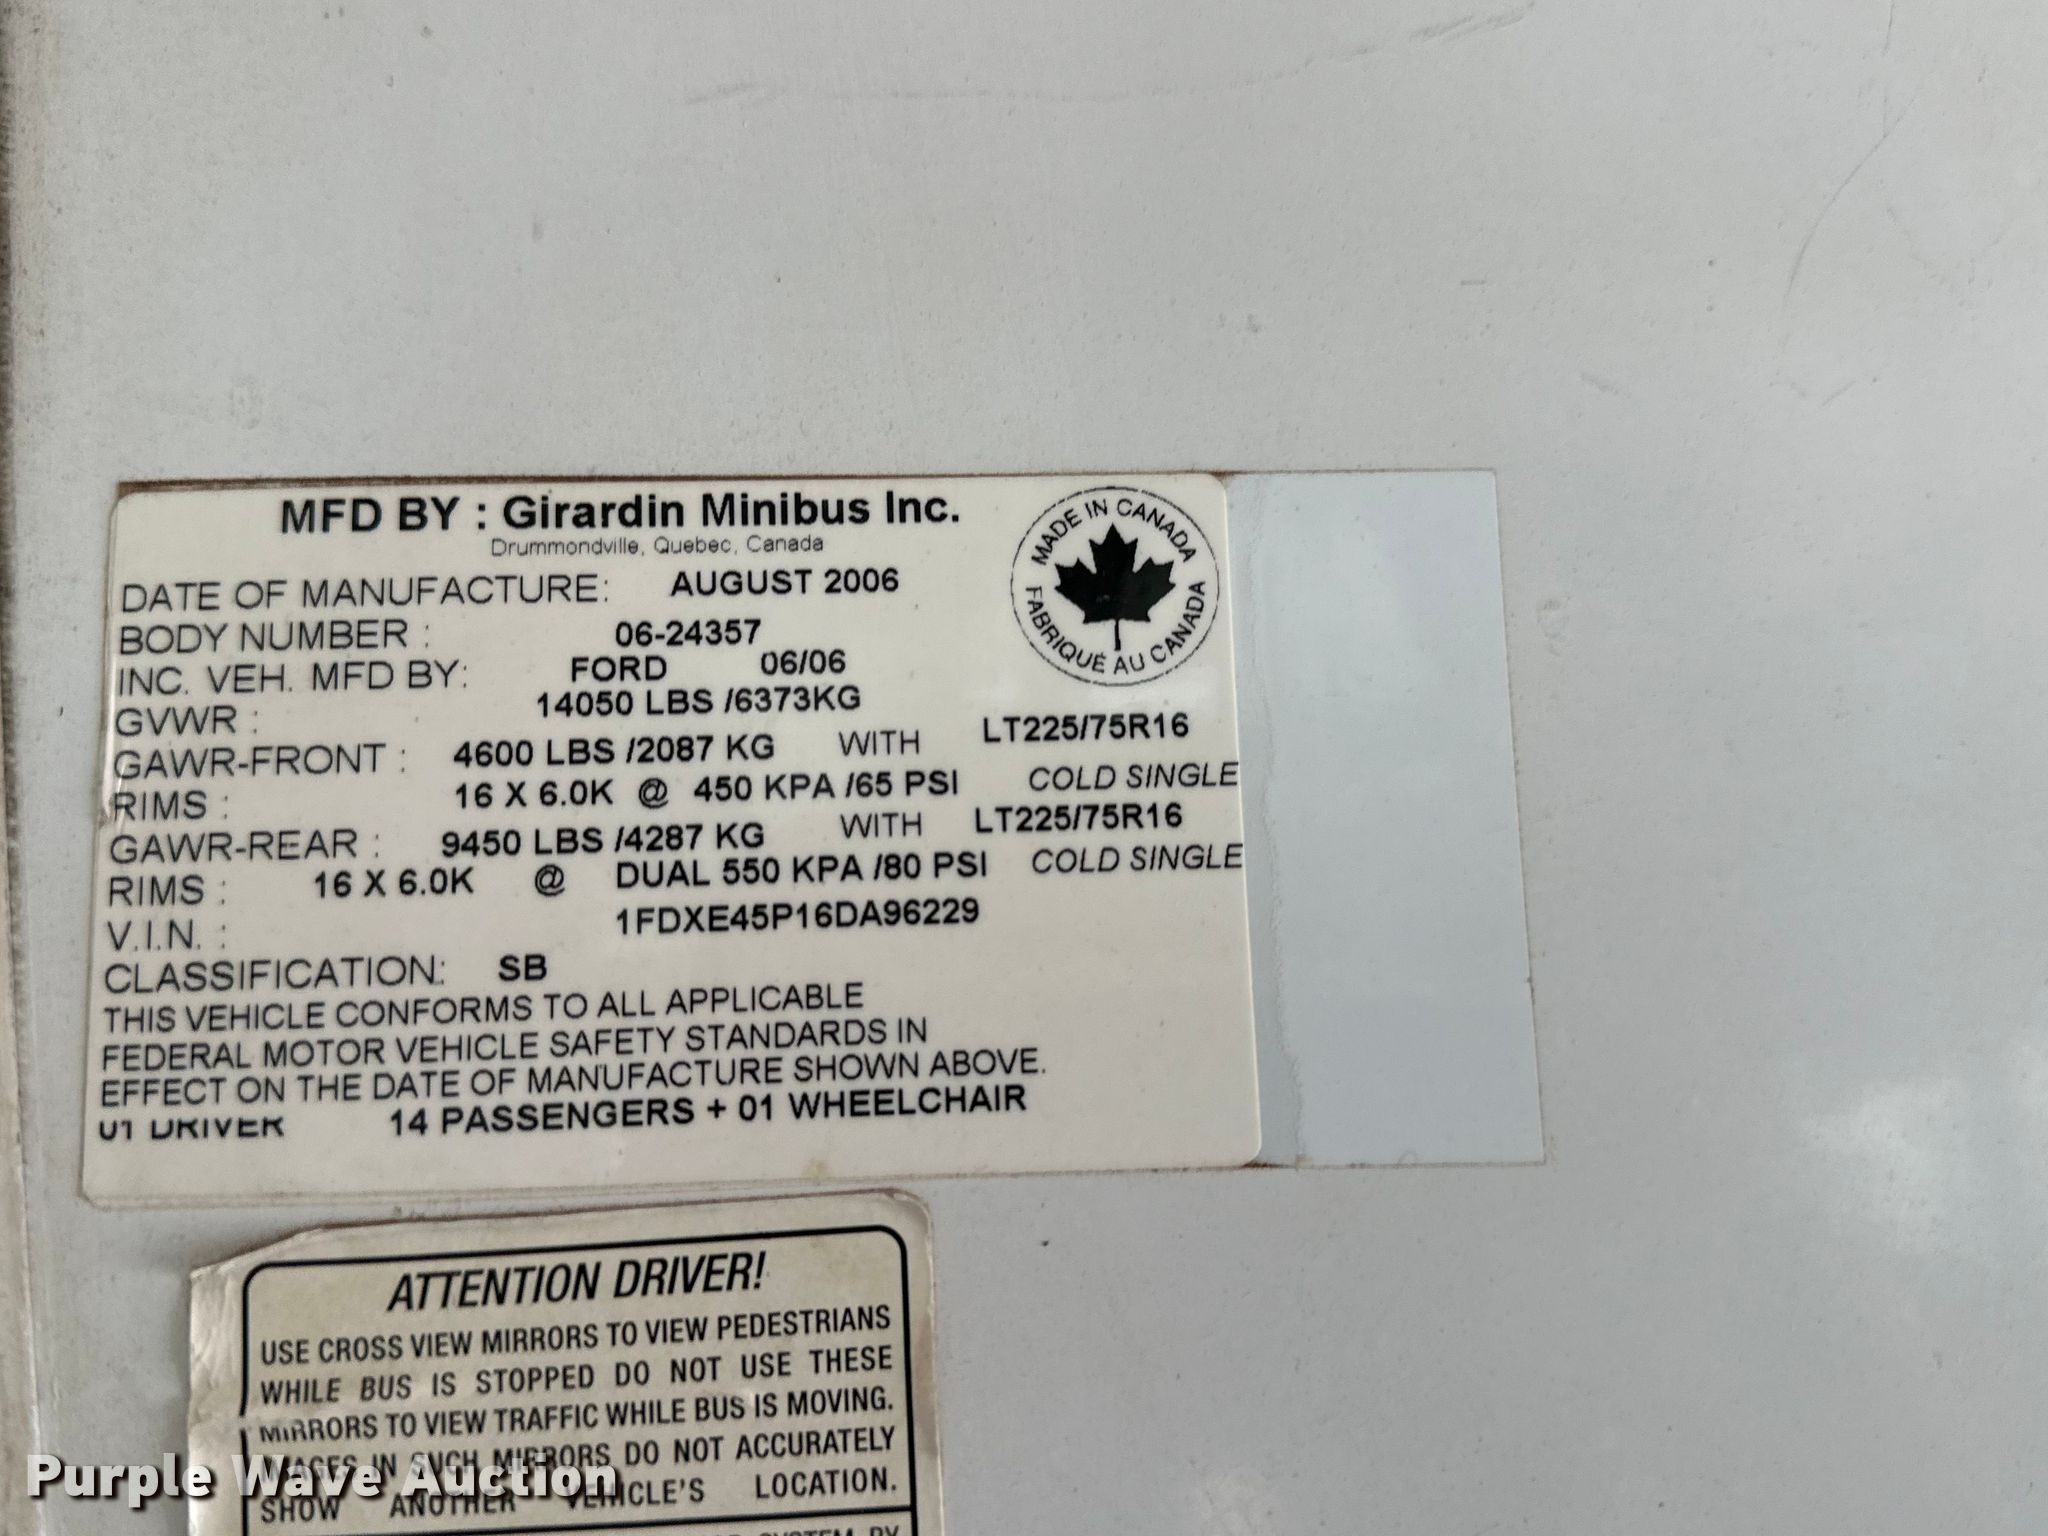 MFD BY : Girardin Minibus Inc.
Drummondville, Quebec, Canada
MADE IN CANADA
FABRIQUÉ AU CANADA
DATE OF MANUFACTURE: AUGUST 2006
BODY NUMBER : 06-24357
INC. VEH. MFD BY: FORD 06/06
GVWR : 14050 LBS /6373KG
GAWR-FRONT : 4600 LBS /2087 KG WITH LT225/75R16
RIMS : 16 X 6.0K @ 450 KPA /65 PSI COLD SINGLE
GAWR-REAR : 9450 LBS /4287 KG WITH LT225/75R16
RIMS : 16 X 6.0K @ DUAL 550 KPA /80 PSI COLD SINGLE
V.I.N. : 1FDXE45P16DA96229
CLASSIFICATION: SB
THIS VEHICLE CONFORMS TO ALL APPLICABLE
FEDERAL MOTOR VEHICLE SAFETY STANDARDS IN
EFFECT ON THE DATE OF MANUFACTURE SHOWN ABOVE.
01 DRIVER 14 PASSENGERS + 01 WHEELCHAIR
ATTENTION DRIVER!
USE CROSS VIEW MIRRORS TO VIEW PEDESTRIANS
WHILE BUS IS STOPPED DO NOT USE THESE
MIRRORS TO VIEW TRAFFIC WHILE BUS IS MOVING.
IMAGES IN SUCH MIRRORS DO NOT ACCURATELY
SHOW ANOTHER VEHICLE'S LOCATION.
SYSTEM BY
Purple Wave Auction